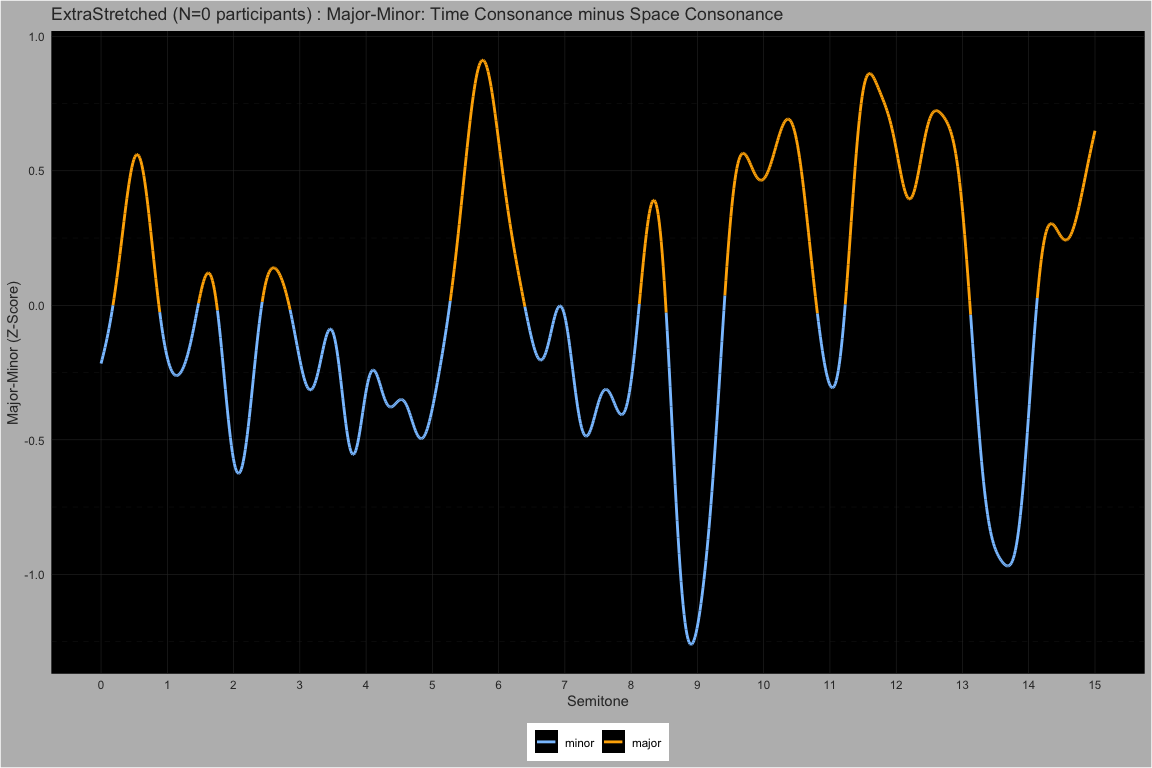 ExtraStretched (N=0 participants) : Major-Minor: Time Consonance minus Space Consonance
Major-Minor (Z-Score)
1.0
0.5
0.0
-0.5
-1.0
0 1 2 3 4 5 6 7 8 9 10 11 12 13 14 15
Semitone
minor major